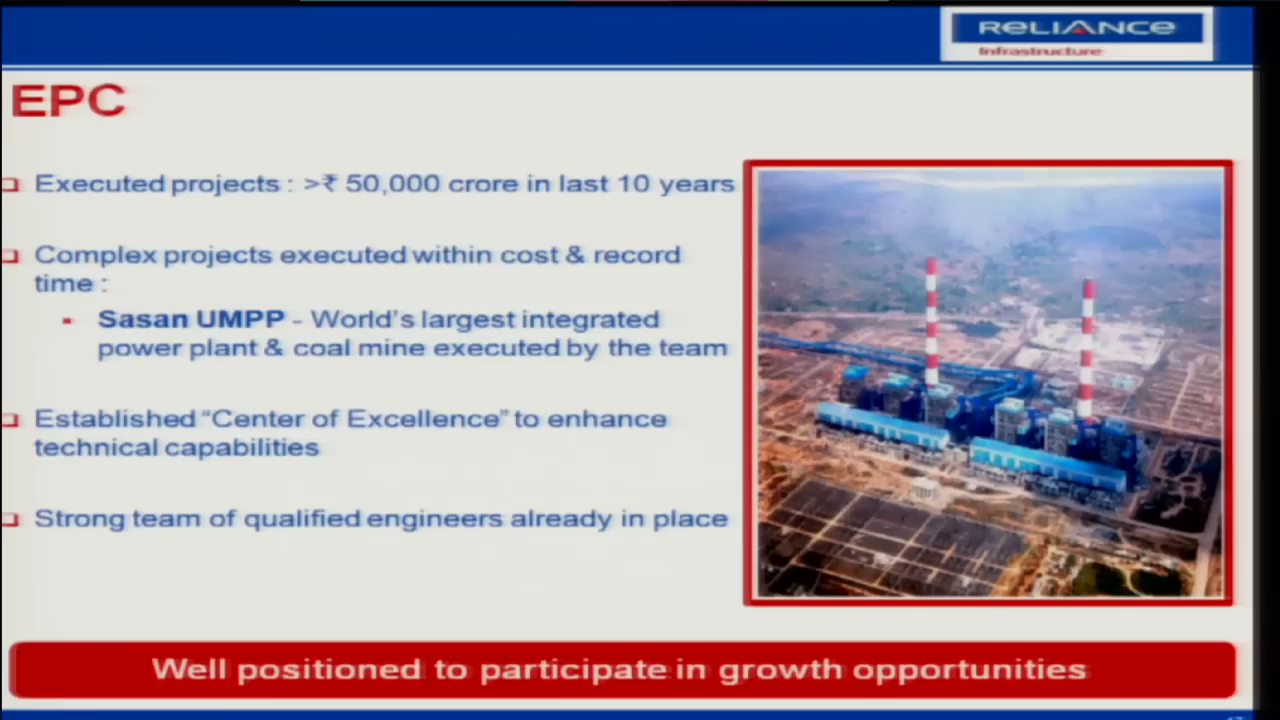 RELIANCE
Infrastructure
EPC
Executed projects : >₹ 50,000 crore in last 10 years
Complex projects executed within cost & record
time :
Sasan UMPP - World's largest integrated
power plant & coal mine executed by the team
Established “Center of Excellence” to enhance
technical capabilities
Strong team of qualified engineers already in place
Well positioned to participate in growth opportunities